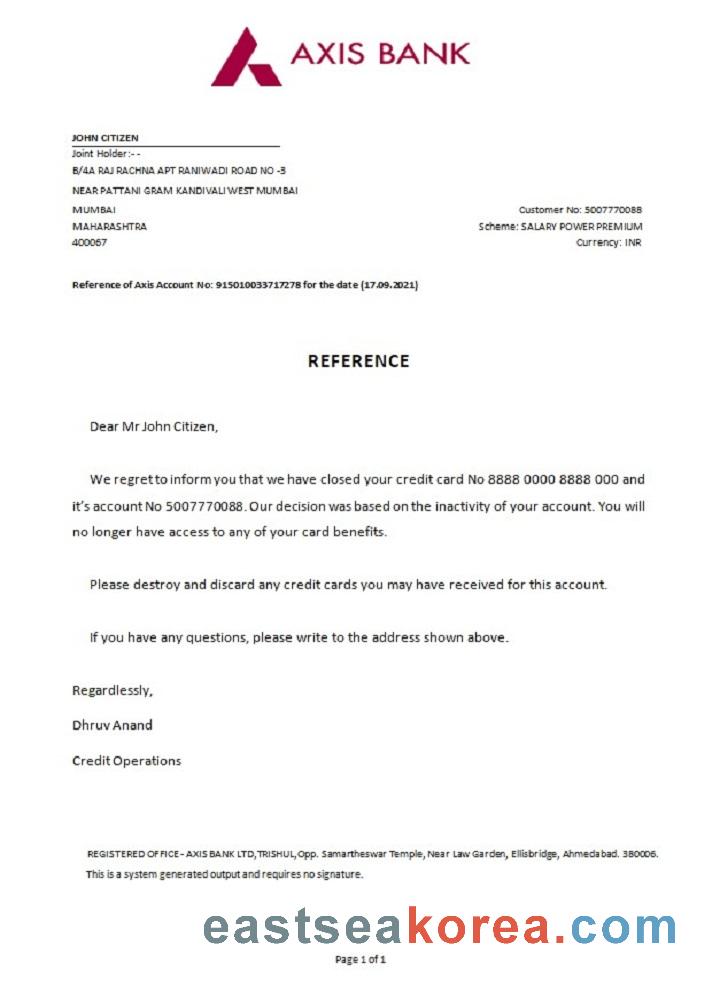 AXIS BANK
JOHN CITIZEN
Joint Holder:- -
B/4A RAJ RACHNA APT RANIWADI ROAD NO -3
NEAR PATTANI GRAM KANDIVALI WEST MUMBAI
MUMBAI
Customer No: 5007770088
MAHARASHTRA
Scheme: SALARY POWER PREMIUM
400067
Currency: INR
Reference of Axis Account No: 915010033717278 for the date (17.09.2021)
REFERENCE
Dear Mr John Citizen,
We regret to inform you that we have closed your credit card No 8888 0000 8888 000 and
it's account No 5007770088. Our decision was based on the inactivity of your account. You will
no longer have access to any of your card benefits.
Please destroy and discard any credit cards you may have received for this account.
If you have any questions, please write to the address shown above.
Regardlessly,
Dhruv Anand
Credit Operations
REGISTERED OFFICE - AXIS BANK LTD, TRISHUL, Opp. Samartheswar Temple, Near Law Garden, Ellisbridge, Ahmedabad. 380006.
This is a system generated output and requires no signature.
eastseakorea.com
Page 1 of 1